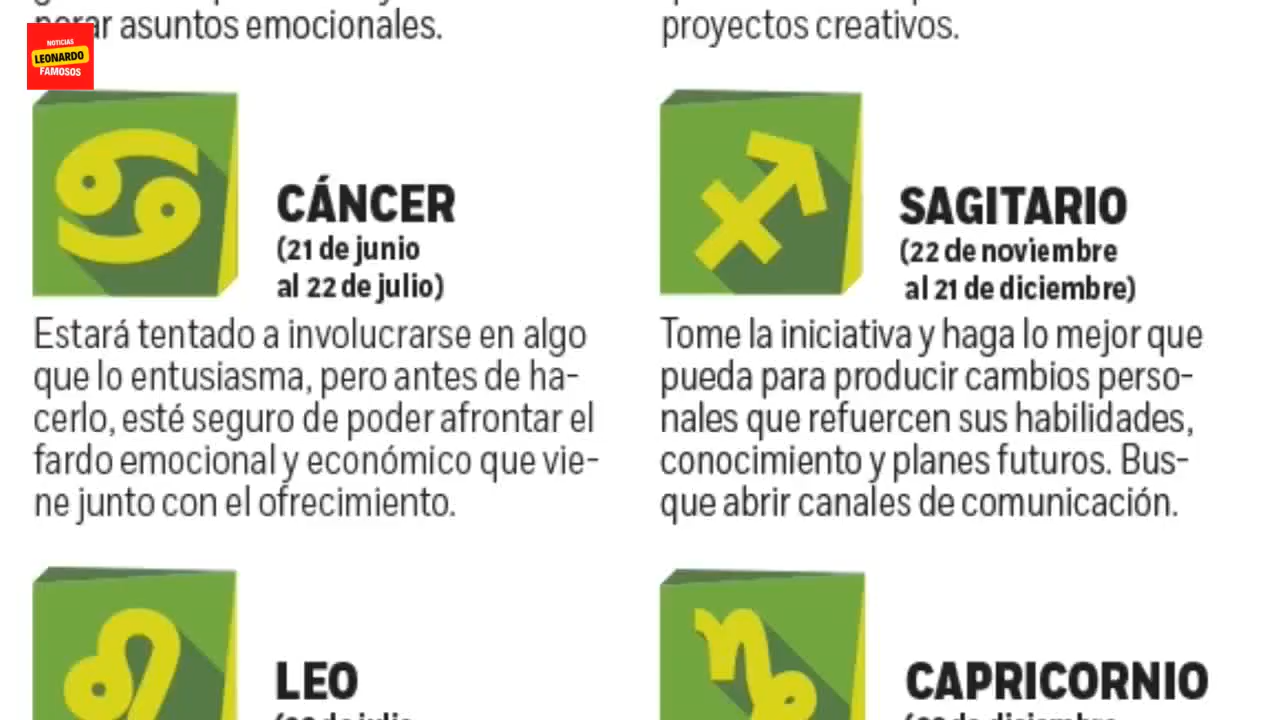 rar asuntos emocionales.
NOTICIAS
LEONARDO
FAMOSOS
CÁNCER
(21 de junio
al 22 de julio)
Estará tentado a involucrarse en algo
que lo entusiasma, pero antes de ha-
cerlo, esté seguro de poder afrontar el
fardo emocional y económico que vie-
ne junto con el ofrecimiento.
LEO
proyectos creativos.
SAGITARIO
(22 de noviembre
al 21 de diciembre)
Tome la iniciativa y haga lo mejor que
pueda para producir cambios perso-
nales que refuercen sus habilidades,
conocimiento y planes futuros. Bus-
que abrir canales de comunicación.
CAPRICORNIO